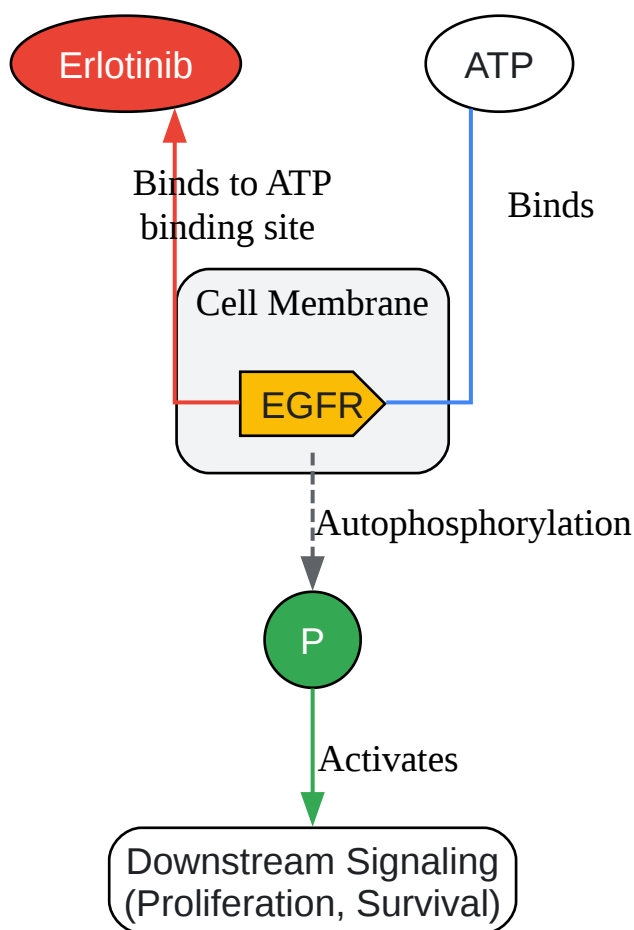 Erlotinib
ATP
Binds to ATP
binding site
Binds
Cell Membrane
EGFR
Autophosphorylation
P
Activates
Downstream Signaling
(Proliferation, Survival)